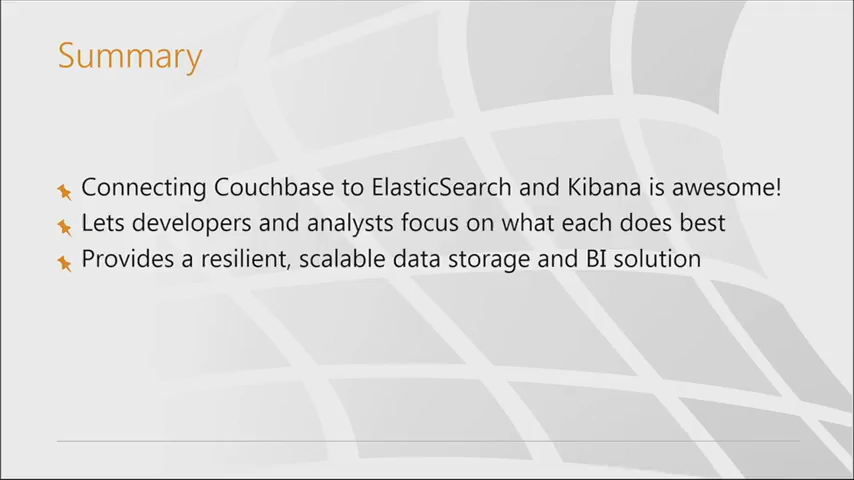 Summary
Connecting Couchbase to ElasticSearch and Kibana is awesome!
Lets developers and analysts focus on what each does best
Provides a resilient, scalable data storage and BI solution